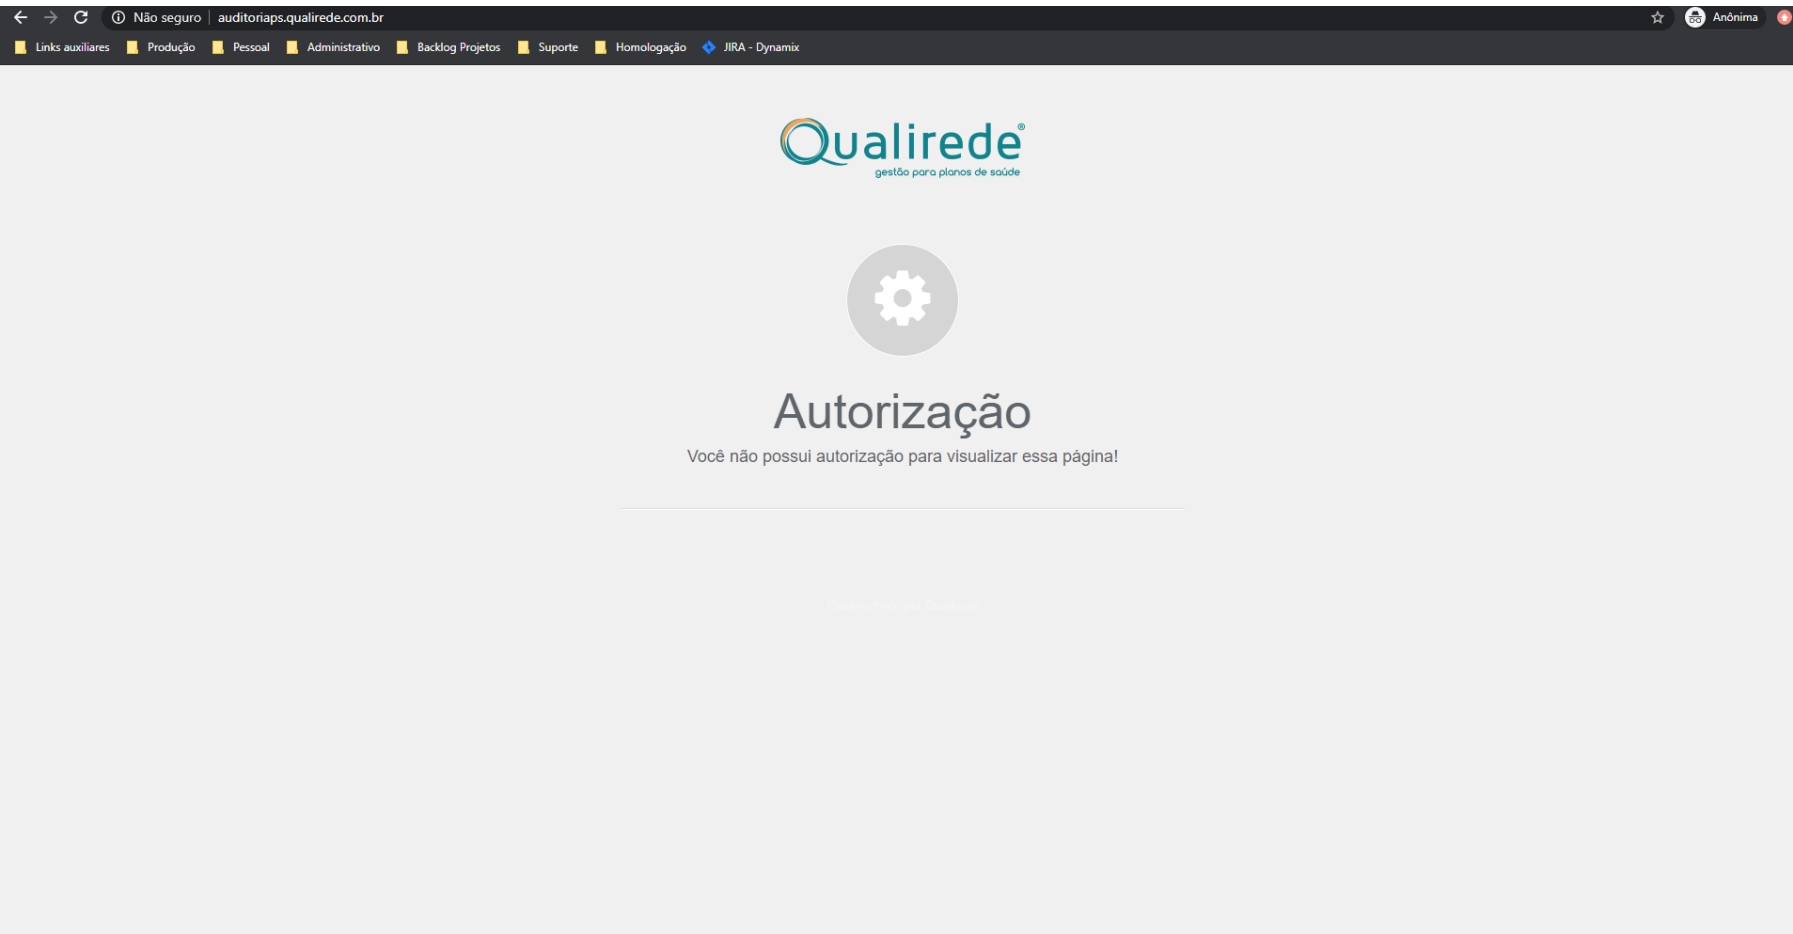 Não seguro | auditoriaps.qualirede.com.br
Anônima
Links auxiliares Produção Pessoal Administrativo Backlog Projetos Suporte Homologação JIRA - Dynamix
Qualirede®
gestão para planos de saúde
Autorização
Você não possui autorização para visualizar essa página!